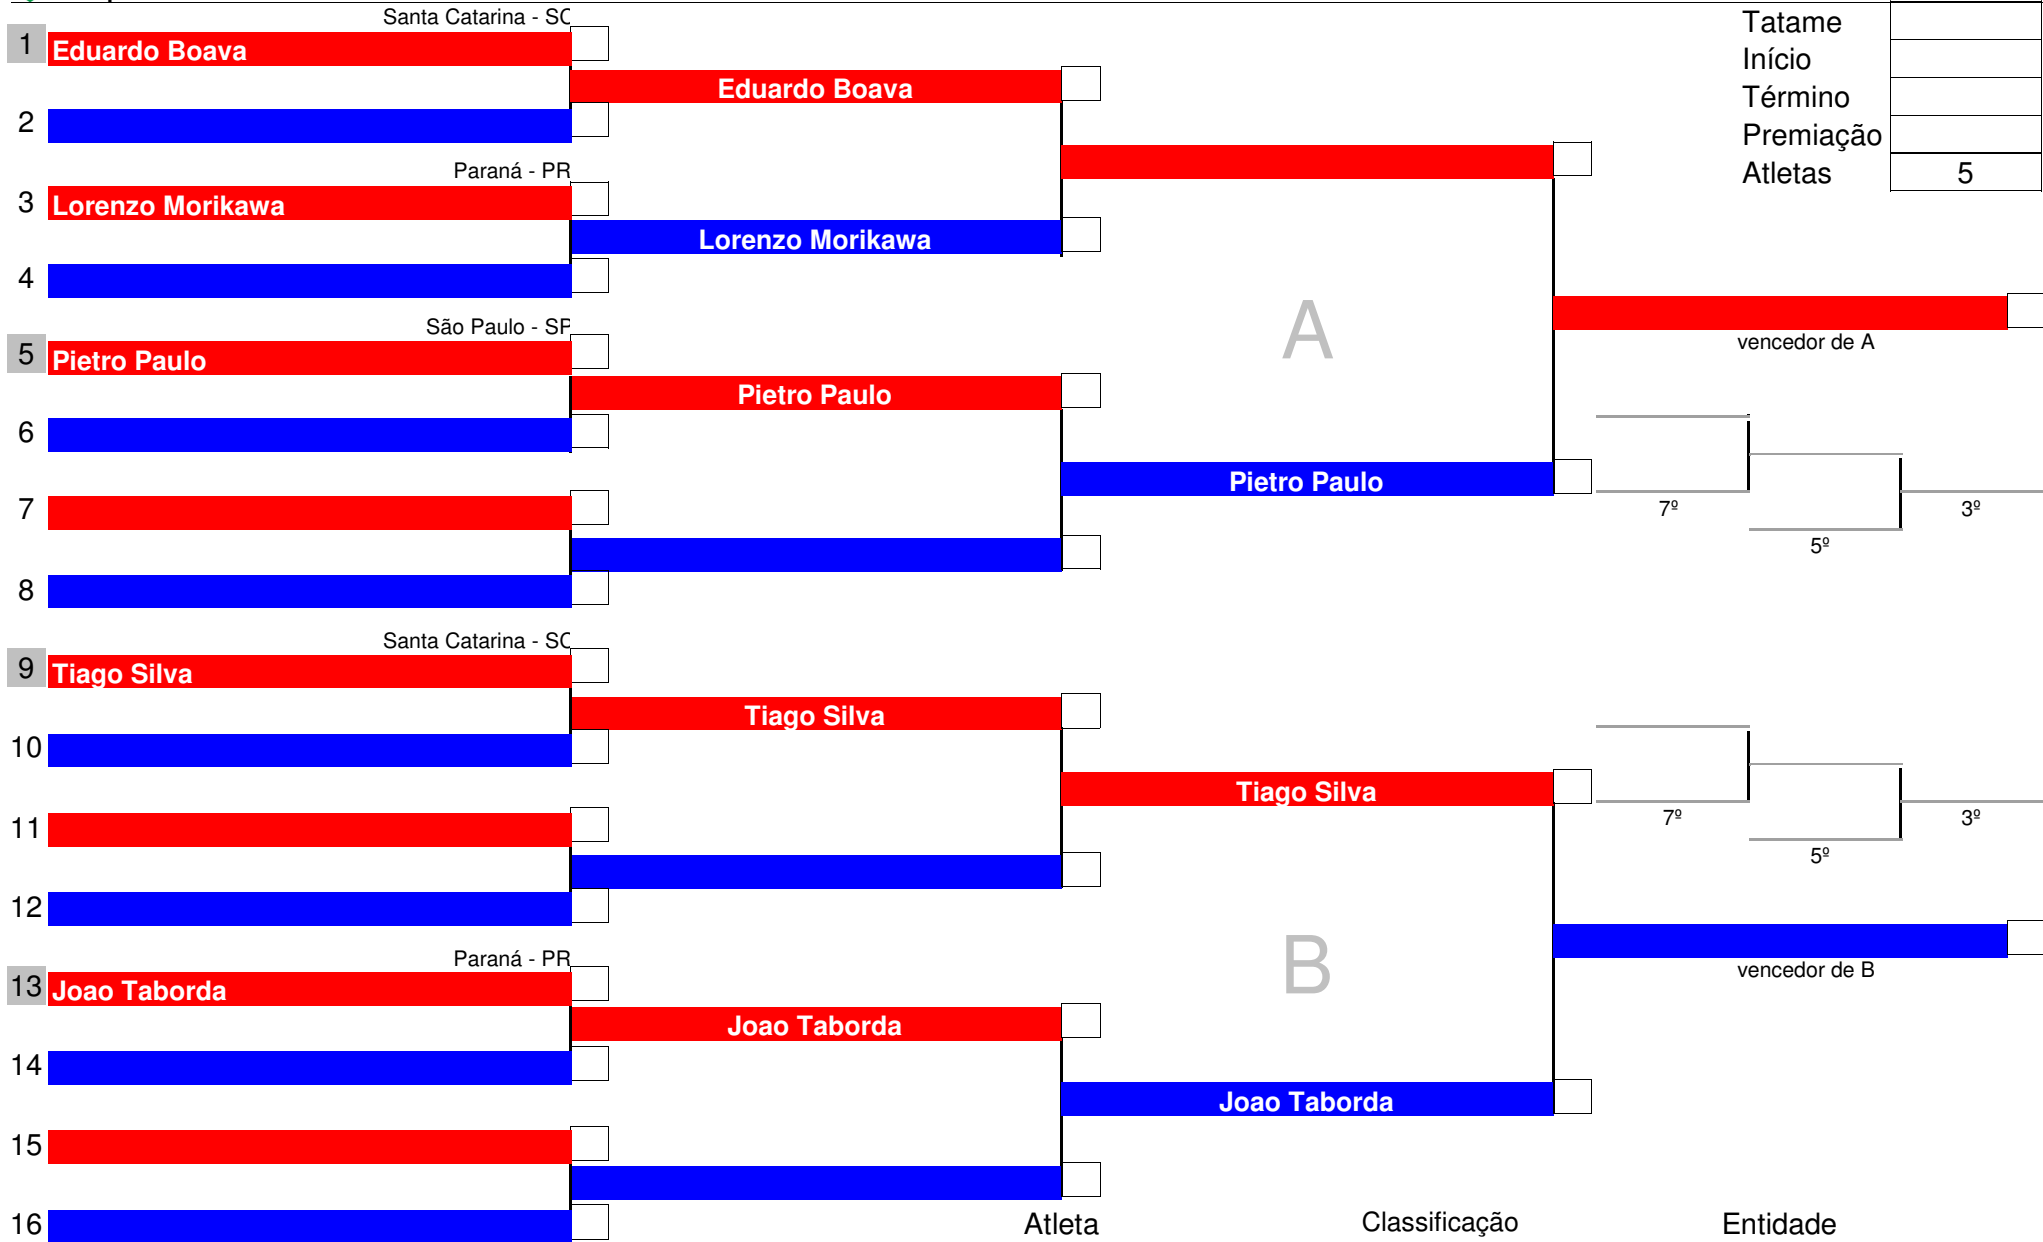 Santa Catarina - SC
1 Eduardo Boava
Eduardo Boava
2
Paraná - PR
3 Lorenzo Morikawa
Lorenzo Morikawa
4
São Paulo - SP
5 Pietro Paulo
Pietro Paulo
6
Pietro Paulo
7
8
A
Tatame
Início
Término
Premiação
Atletas 5
vencedor de A
7º
5º
3º
Santa Catarina - SC
9 Tiago Silva
Tiago Silva
10
Tiago Silva
11
12
B
Paraná - PR
13 Joao Taborda
Joao Taborda
14
Joao Taborda
15
16
7º
5º
3º
vencedor de B
Atleta Classificação Entidade